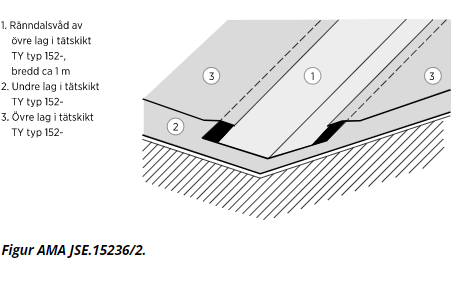 1. Ränndalsvåd av
övre lag i tätskikt
TY typ 152-,
bredd ca 1 m
2. Undre lag i tätskikt
TY typ 152-
3. Övre lag i tätskikt
TY typ 152-
3
1
3
2
Figur AMA JSE.15236/2.